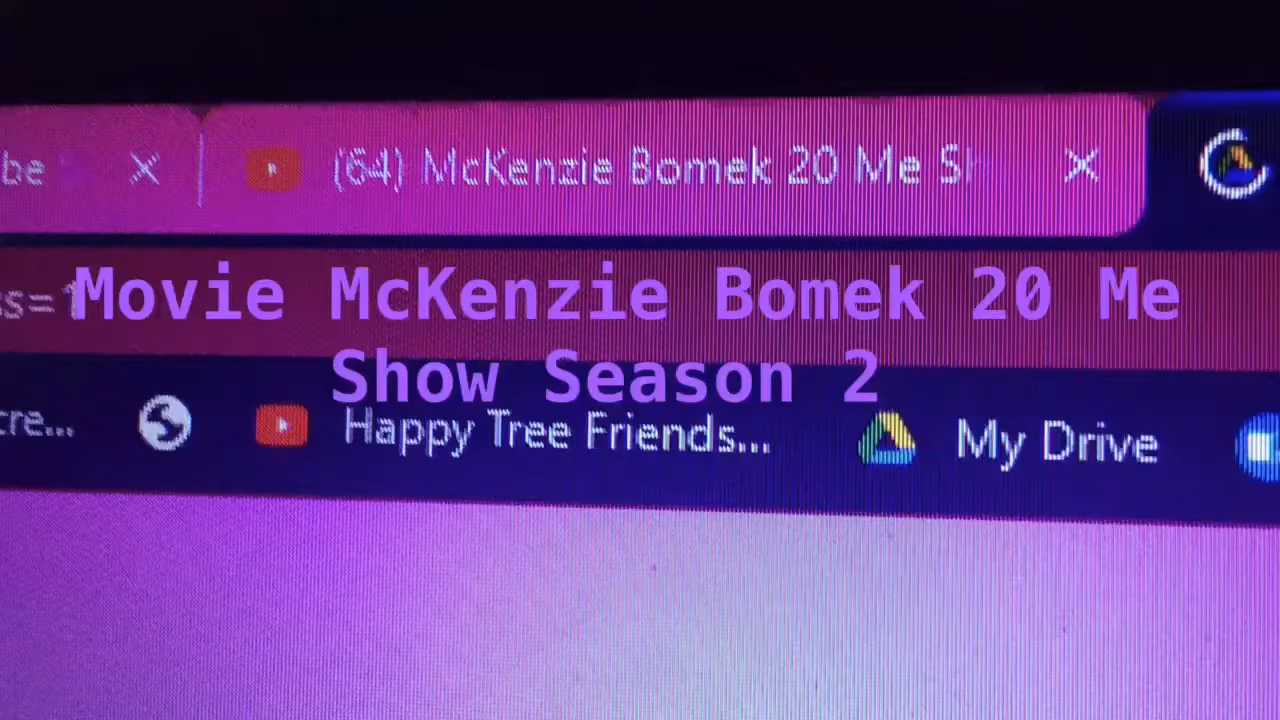 be
(64) McKenzie Bomek 20 Me Sh
Movie McKenzie Bomek 20 Me
Show Season 2
cre...
Happy Tree Friends...
My Drive